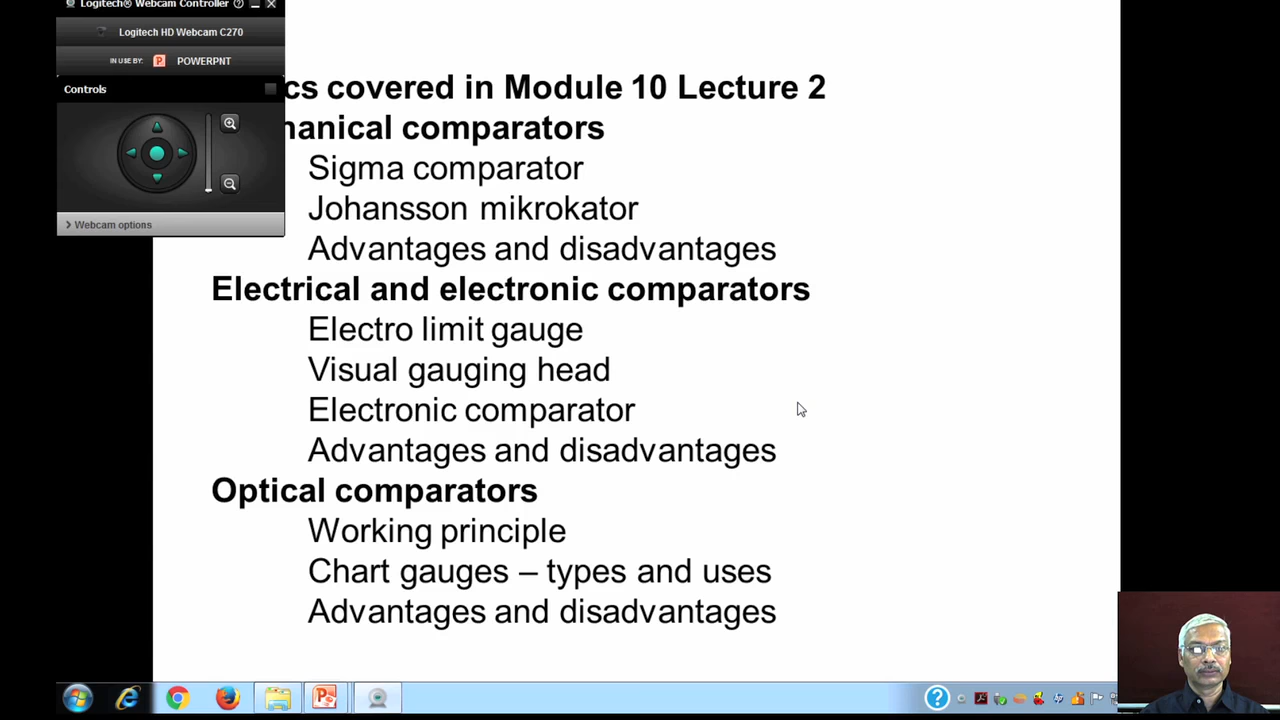 Logitech® Webcam Controller
Logitech HD Webcam C270
IN USE BY: POWERPNT
Controls
Webcam options
cs covered in Module 10 Lecture 2
hanical comparators
Sigma comparator
Johansson mikrokator
Advantages and disadvantages
Electrical and electronic comparators
Electro limit gauge
Visual gauging head
Electronic comparator
Advantages and disadvantages
Optical comparators
Working principle
Chart gauges – types and uses
Advantages and disadvantages